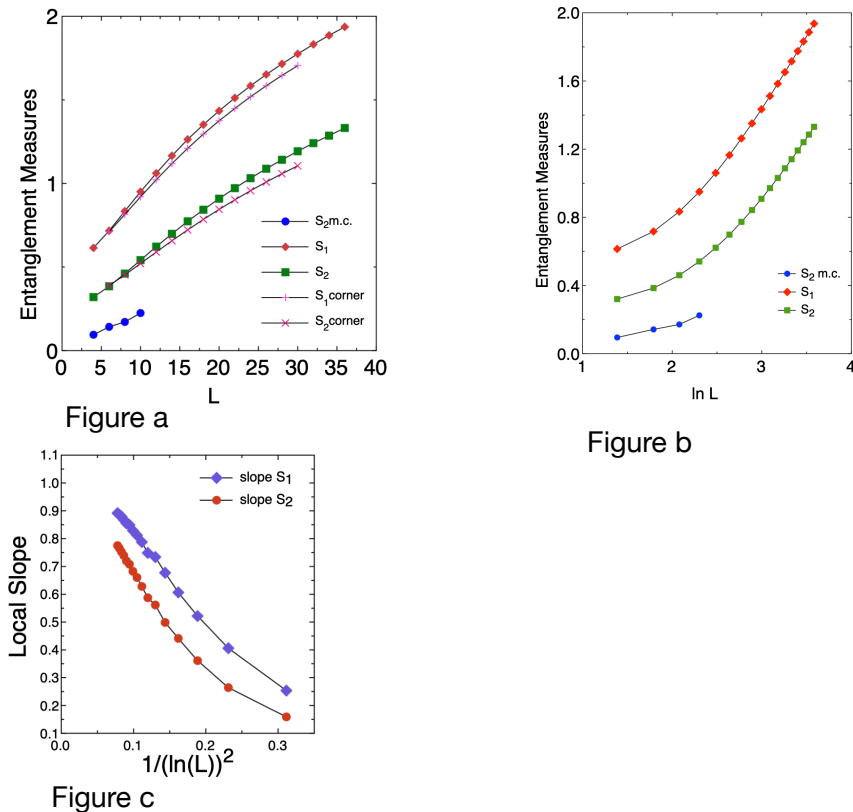 2
1
0
Entanglement Measures
0 5 10 15 20 25 30 35 40
L
S₂m.c.
S₁
S₂
S₁corner
S₂corner
Figure a
2.0
1.6
1.2
0.8
0.4
0.0
Entanglement Measures
1 2 3 4
ln L
S₂ m.c.
S₁
S₂
Figure b
1.1
1.0
0.9
0.8
0.7
0.6
0.5
0.4
0.3
0.2
0.1
Local Slope
0.0 0.1 0.2 0.3
1/(ln(L))²
slope S₁
slope S₂
Figure c